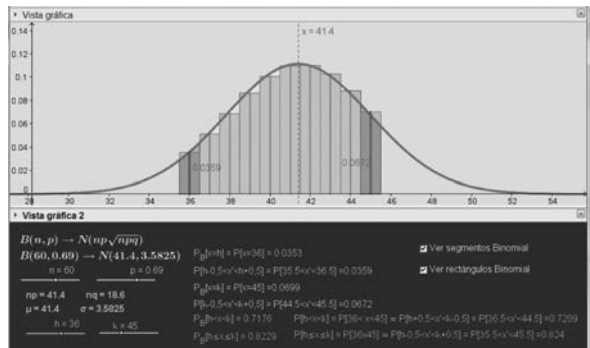 Vista gráfica
0.14
x = 41.4
0.12
0.1
0.08
0.06
0.04
0.0359
0.0672
0.02
0
28 30 32 34 36 38 40 42 44 46 48 50 52 54
Vista gráfica 2
B(n,p) → N(np√npq)
B(60,0.69) → N(41.4,3.5825)
n = 60 p = 0.69
np = 41.4 nq = 18.6
μ = 41.4 σ = 3.5825
h = 36 k = 45
P_B[x=h] = P[x=36] = 0.0353
P[h-0,5<x'<h+0,5] = P[35.5<x'<36.5] =0.0359
P_B[x=k] = P[x=45] = 0.0699
P[k-0,5<x'<k+0,5] = P[44.5<x'<45.5] =0.0672
P_B[h<x<k] = 0.7176 P[h<x<k] = P[36< x<45] ≅ P[h+0,5<x'<k-0,5] = P[36.5<x'<44.5] =0.7209
P_B[h≤x≤k] = 0.8229 P[h≤x≤k] = P[36≤x≤45] ≅ P[h-0,5<x'<k+0,5] = P[35.5<x'<45.5] = 0.824
Ver segmentos Binomial
Ver rectángulos Binomial